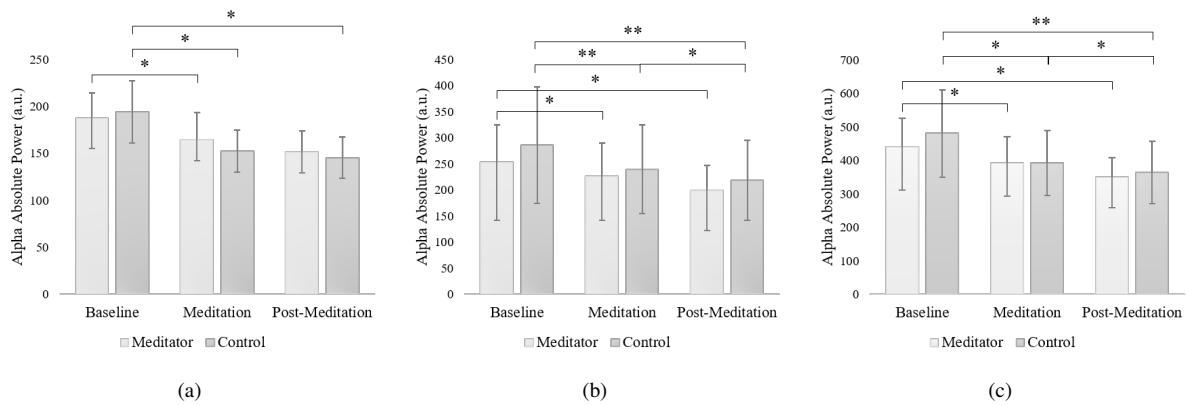 *
*
*
250
200
150
100
50
0
Alpha Absolute Power (a.u.)
Baseline Meditation Post-Meditation
Meditator Control
(a)
**
** *
*
*
450
400
350
300
250
200
250
100
50
0
Alpha Absolute Power (a.u.)
Baseline Meditation Post-Meditation
Meditator Control
(b)
**
* *
*
*
700
600
500
400
300
200
100
0
Alpha Absolute Power (a.u.)
Baseline Meditation Post-Meditation
Meditator Control
(c)